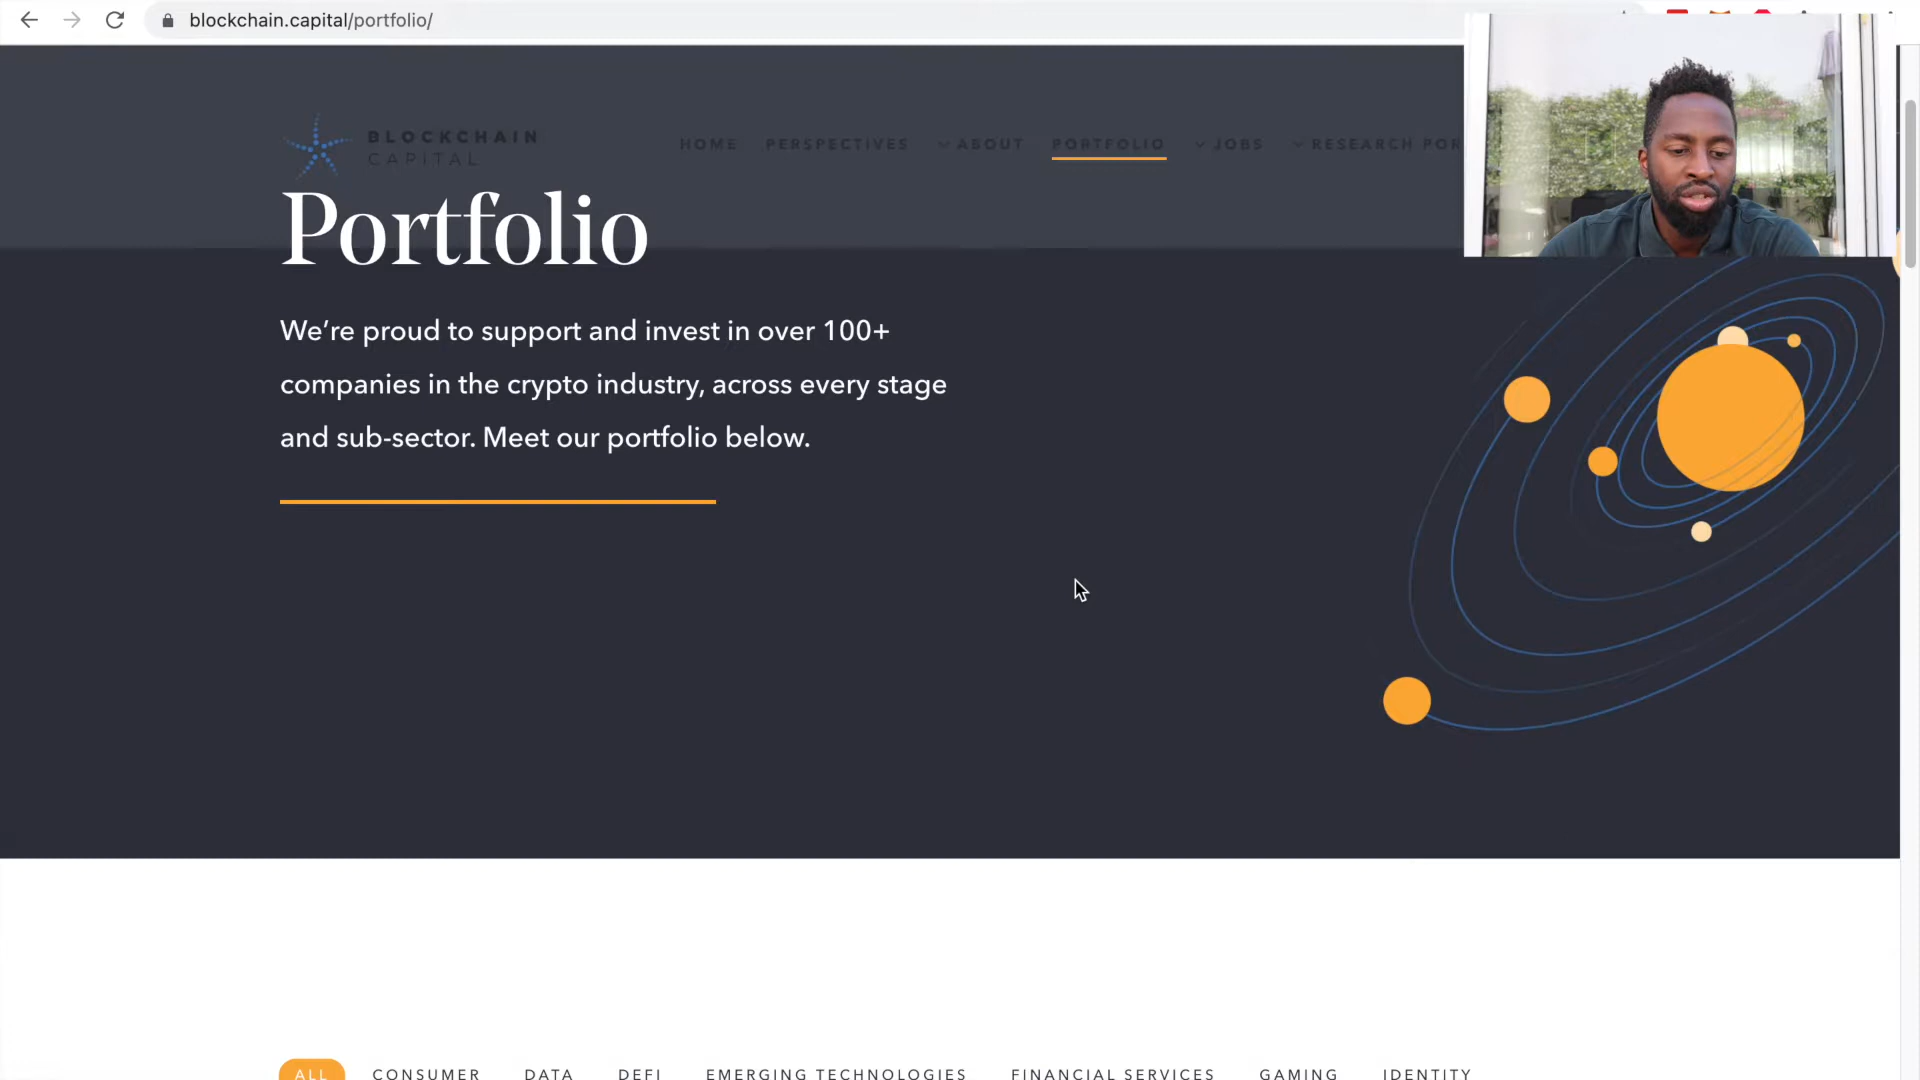 blockchain.capital/portfolio/
BLOCKCHAIN
CAPITAL
HOME PERSPECTIVES ABOUT PORTFOLIO JOBS RESEARCH POR
Portfolio
We’re proud to support and invest in over 100+
companies in the crypto industry, across every stage
and sub-sector. Meet our portfolio below.
ALL CONSUMER DATA DEFI EMERGING TECHNOLOGIES FINANCIAL SERVICES GAMING IDENTITY